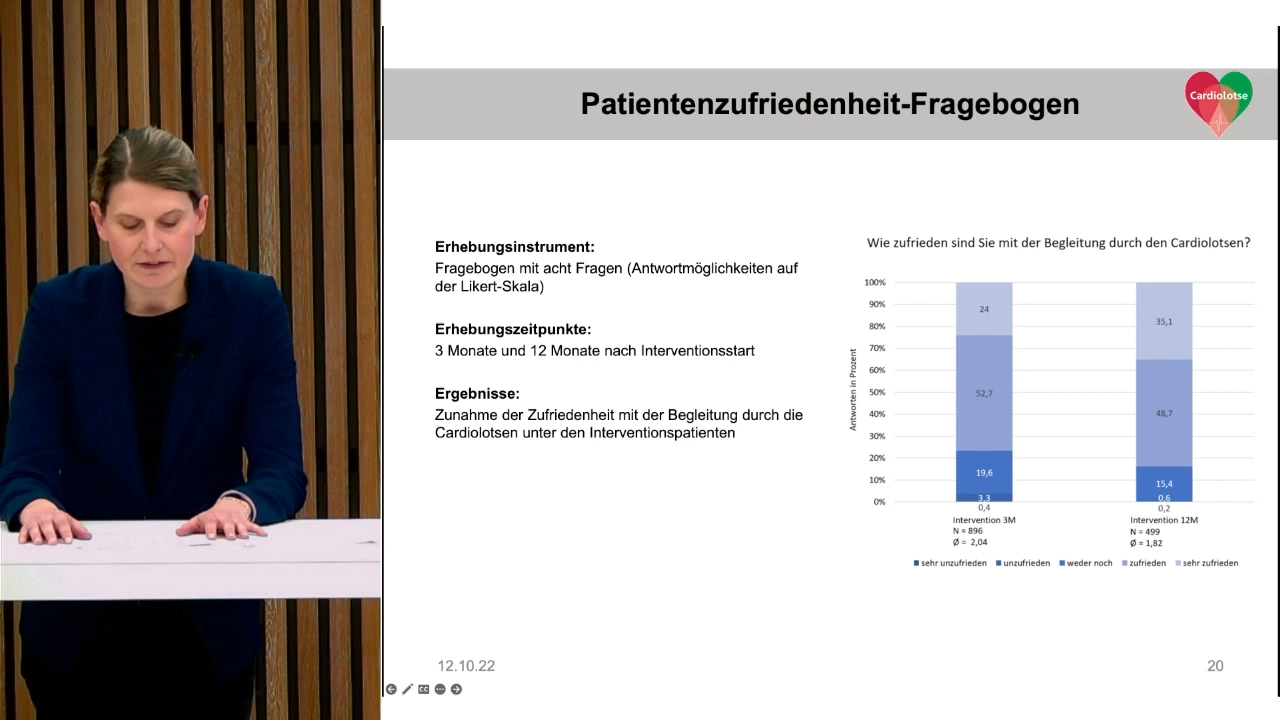 Patientenzufriedenheit-Fragebogen
Cardiolotse
Erhebungsinstrument:
Fragebogen mit acht Fragen (Antwortmöglichkeiten auf
der Likert-Skala)
Erhebungszeitpunkte:
3 Monate und 12 Monate nach Interventionsstart
Ergebnisse:
Zunahme der Zufriedenheit mit der Begleitung durch die
Cardiolotsen unter den Interventionspatienten
Wie zufrieden sind Sie mit der Begleitung durch den Cardiolotsen?
Antworten in Prozent
100%
90%
80%
70%
60%
50%
40%
30%
20%
10%
0%
24
52,7
19,6
3,3
0,4
35,1
48,7
15,4
0,6
0,2
Intervention 3M
N = 896
Ø = 2,04
Intervention 12M
N = 499
Ø = 1,82
sehr unzufrieden unzufrieden weder noch zufrieden sehr zufrieden
12.10.22
20
CC